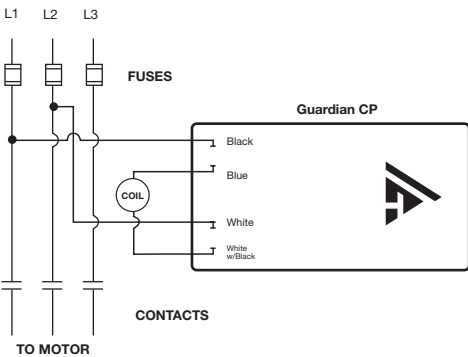 L1 L2 L3
FUSES
Guardian CP
Black
Blue
COIL
White
White
w/Black
CONTACTS
TO MOTOR